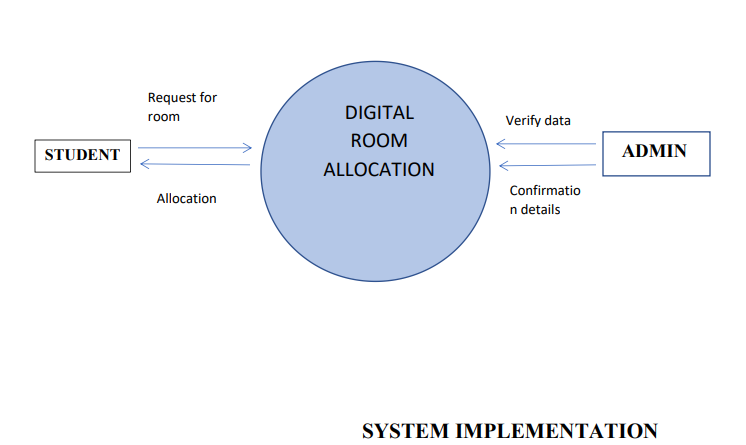 Request for
room
STUDENT
Allocation
DIGITAL
ROOM
ALLOCATION
Verify data
ADMIN
Confirmatio
n details
SYSTEM IMPLEMENTATION